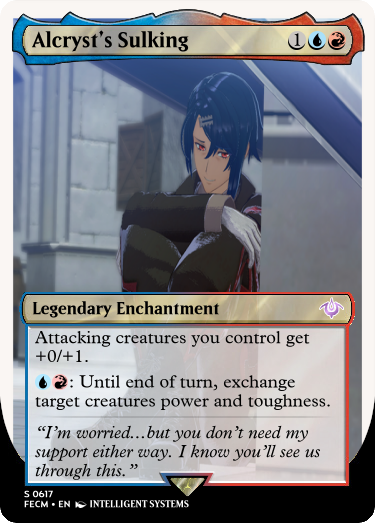 Alcryst's Sulking 1
Legendary Enchantment
Attacking creatures you control get
+0/+1.
: Until end of turn, exchange
target creatures power and toughness.
“I'm worried...but you don't need my
support either way. I know you'll see us
through this.”
S 0617
FECM • EN INTELLIGENT SYSTEMS